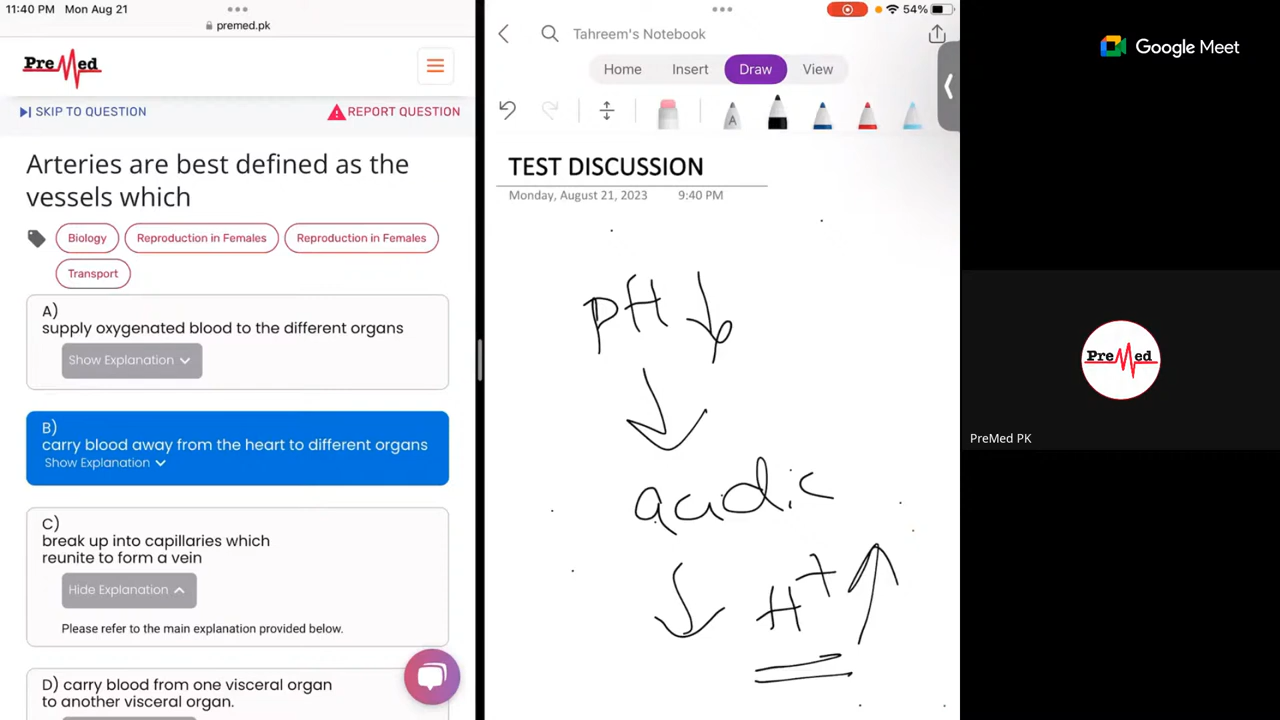 11:40 PM Mon Aug 21
premed.pk
PreMed
SKIP TO QUESTION
REPORT QUESTION
Arteries are best defined as the
vessels which
Biology
Reproduction in Females
Reproduction in Females
Transport
A)
supply oxygenated blood to the different organs
Show Explanation
B)
carry blood away from the heart to different organs
Show Explanation
C)
break up into capillaries which
reunite to form a vein
Hide Explanation
Please refer to the main explanation provided below.
D) carry blood from one visceral organ
to another visceral organ.
54%
Tahreem's Notebook
Home Insert Draw View
A
TEST DISCUSSION
Monday, August 21, 2023 9:40 PM
pH ↓
↓
acidic
↓ H+ ↑
Google Meet
PreMed
PreMed PK